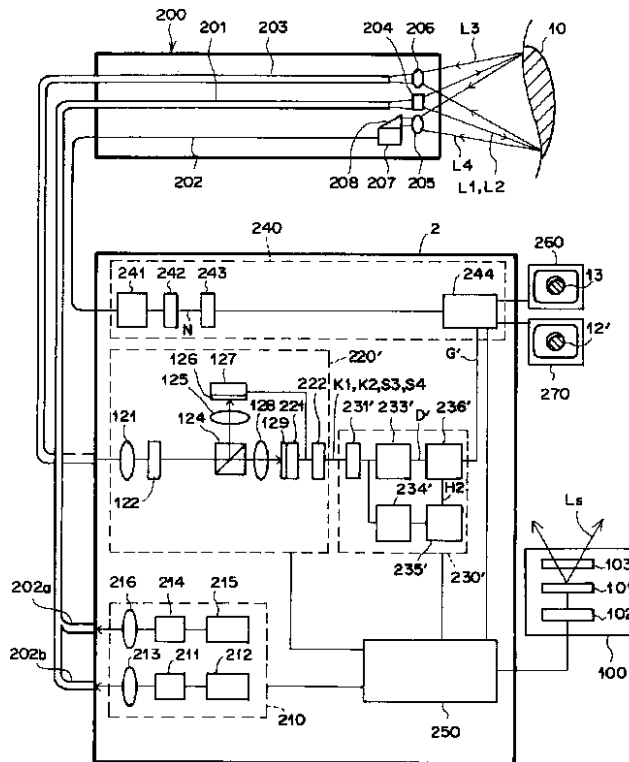 200
201 203 204 206 L3 10
202 208 207 205 L4 L1,L2
240 2 260
241 242 243 244
13
N
12'
G'
270
126 127 220'
125
128
121 124 129 221 222 K1,K2,S3,S4
231' 233' 236'
D'
122
H2
234'
235' 230'
Ls
103
101
102
100
202a 216 214 215
202b 213 211 212
210
250